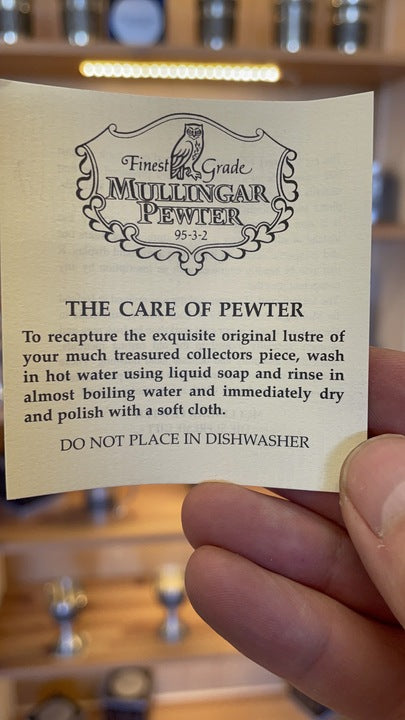 Finest Grade
MULLINGAR
PEWTER
95-3-2
THE CARE OF PEWTER
To recapture the exquisite original lustre of
your much treasured collectors piece, wash
in hot water using liquid soap and rinse in
almost boiling water and immediately dry
and polish with a soft cloth.
DO NOT PLACE IN DISHWASHER